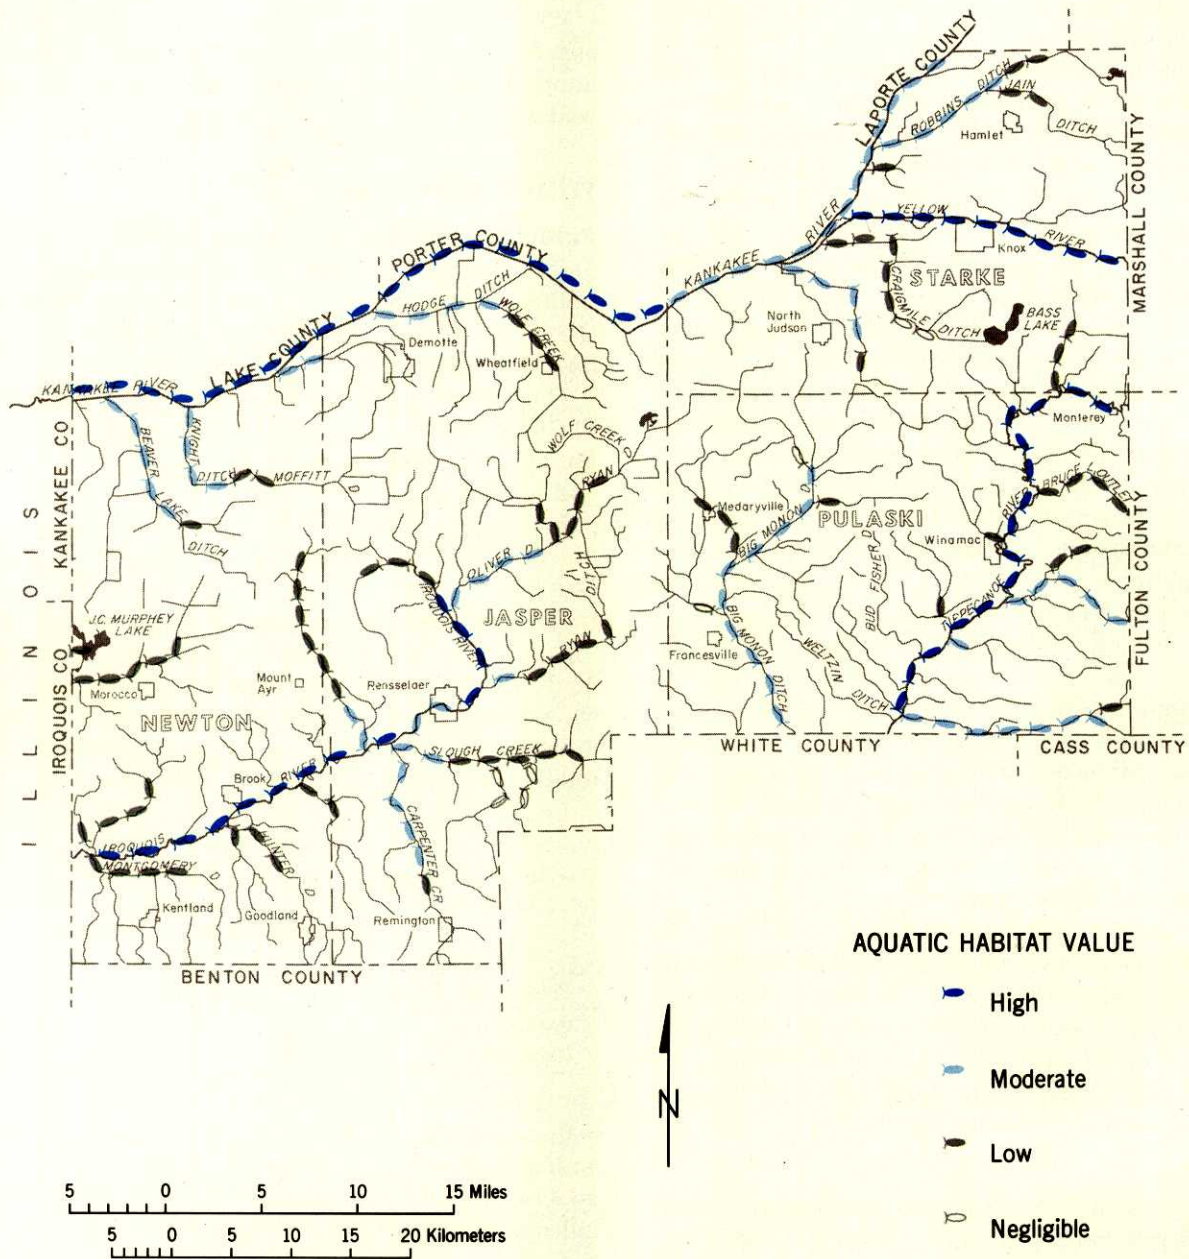 LAPORTE COUNTY
ROBBINS DITCH
JAIN
DITCH
Hamlet
MARSHALL COUNTY
YELLOW
RIVER
Knox
RIVER
KANKAKEE
PORTER COUNTY
HODGE DITCH
WOLF CREEK
Demotte
Wheatfield
STARKE
CRAIGMILE
DITCH
BASS
LAKE
North
Judson
LAKE COUNTY
KANKAKEE RIVER
KANKAKEE CO
BEAVER
LAKE
DITCH
KNIGHT
DITCH
MOFFITT
D
WOLF CREEK
D
RYAN
DITCH
Monterey
BRUCE
OUTLET
Medaryville
BIG MONON D
PULASKI
RIVER
Winamac
TIPPECANOE
BUD FISHER D
FULTON COUNTY
OLIVER D
IROQUOIS RIVER
JASPER
RYAN
BIG MONON
DITCH
Francesville
WELTZIN
DITCH
J.C. MURPHEY
LAKE
ILLINOIS
IROQUOIS CO
Morocco
Mount
Ayr
Rensselaer
NEWTON
SLOUGH CREEK
WHITE COUNTY
CASS COUNTY
Brook
RIVER
IROQUOIS
MONTGOMERY
D
HUNTER
D
CARPENTER CR
Kentland
Goodland
Remington
BENTON COUNTY
AQUATIC HABITAT VALUE
High
Moderate
Low
Negligible
N
5 0 5 10 15 Miles
5 0 5 10 15 20 Kilometers